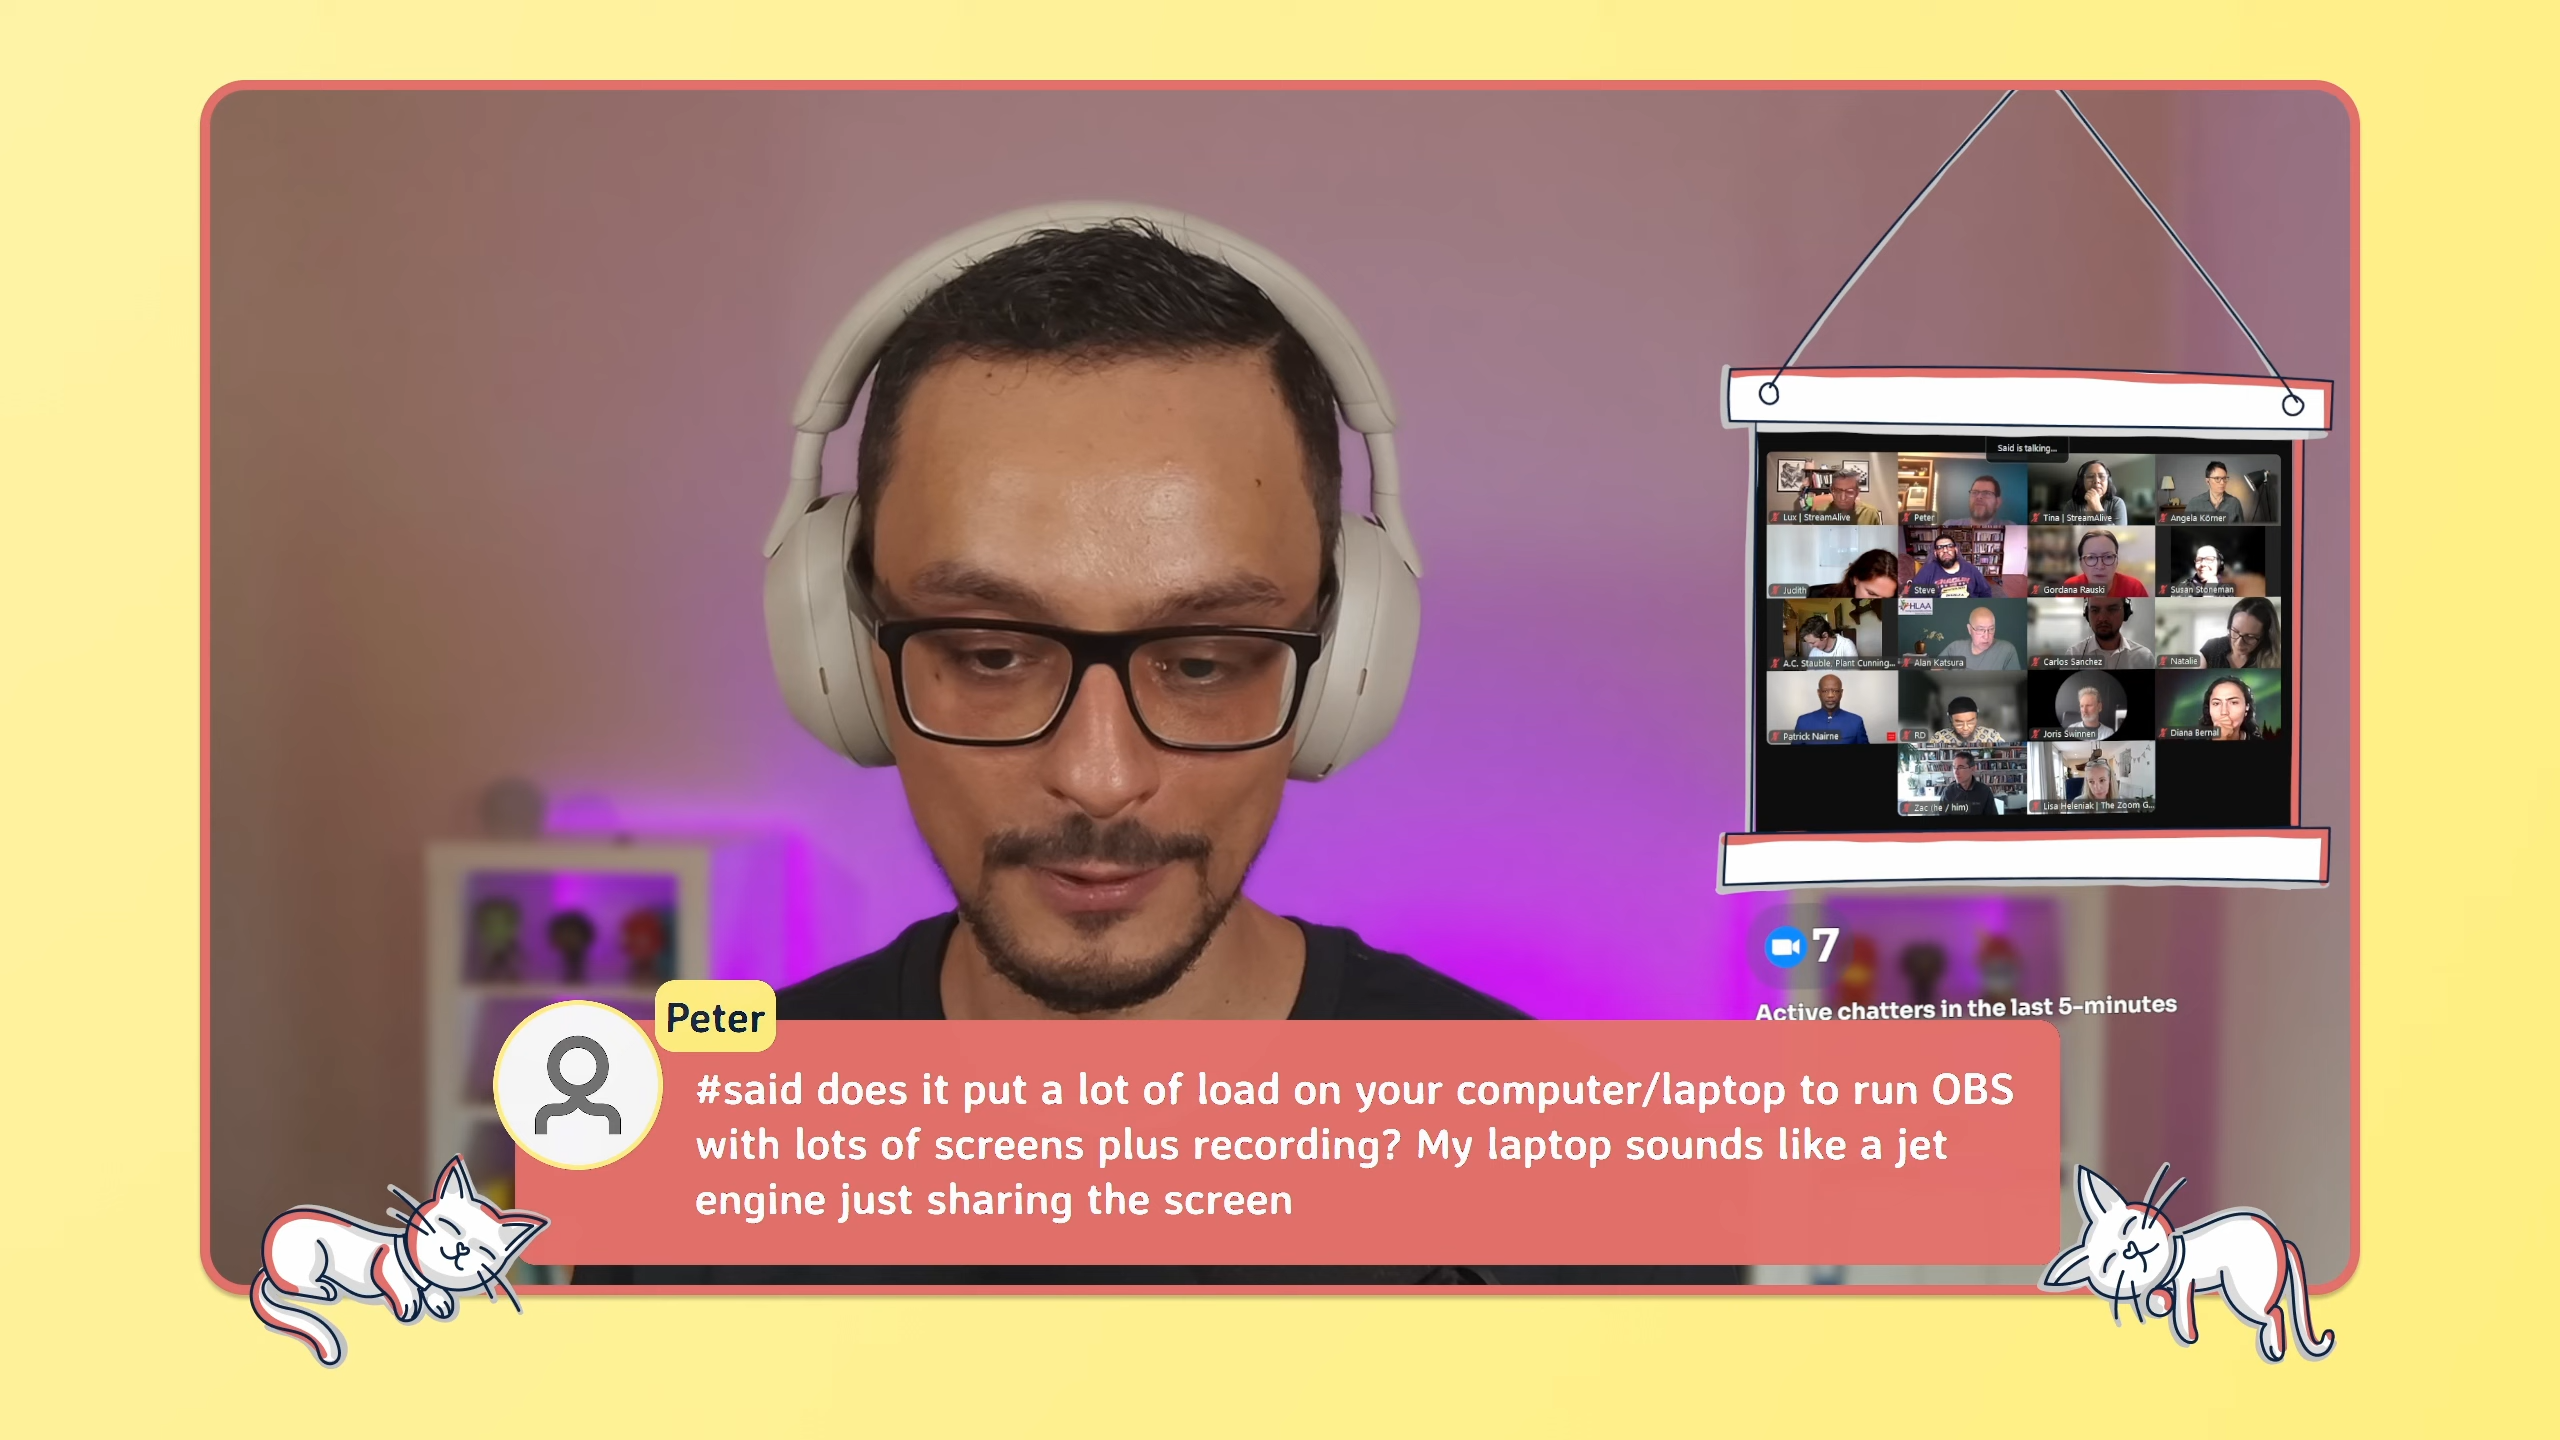 Said is talking...
Lux | StreamAlive
Peter
Tina | StreamAlive
Angela Körner
Judith
Steve
Gordana Rauski
Susan Stoneman
HLAA
A.C. Stauble, Plant Cunning...
Alan Katsura
Carlos Sanchez
Natalie
Patrick Nairne
RD
Joris Swinnen
Diana Bernal
Zac (he / him)
Lisa Heleniak | The Zoom G...
7
Active chatters in the last 5-minutes
Peter
#said does it put a lot of load on your computer/laptop to run OBS
with lots of screens plus recording? My laptop sounds like a jet
engine just sharing the screen